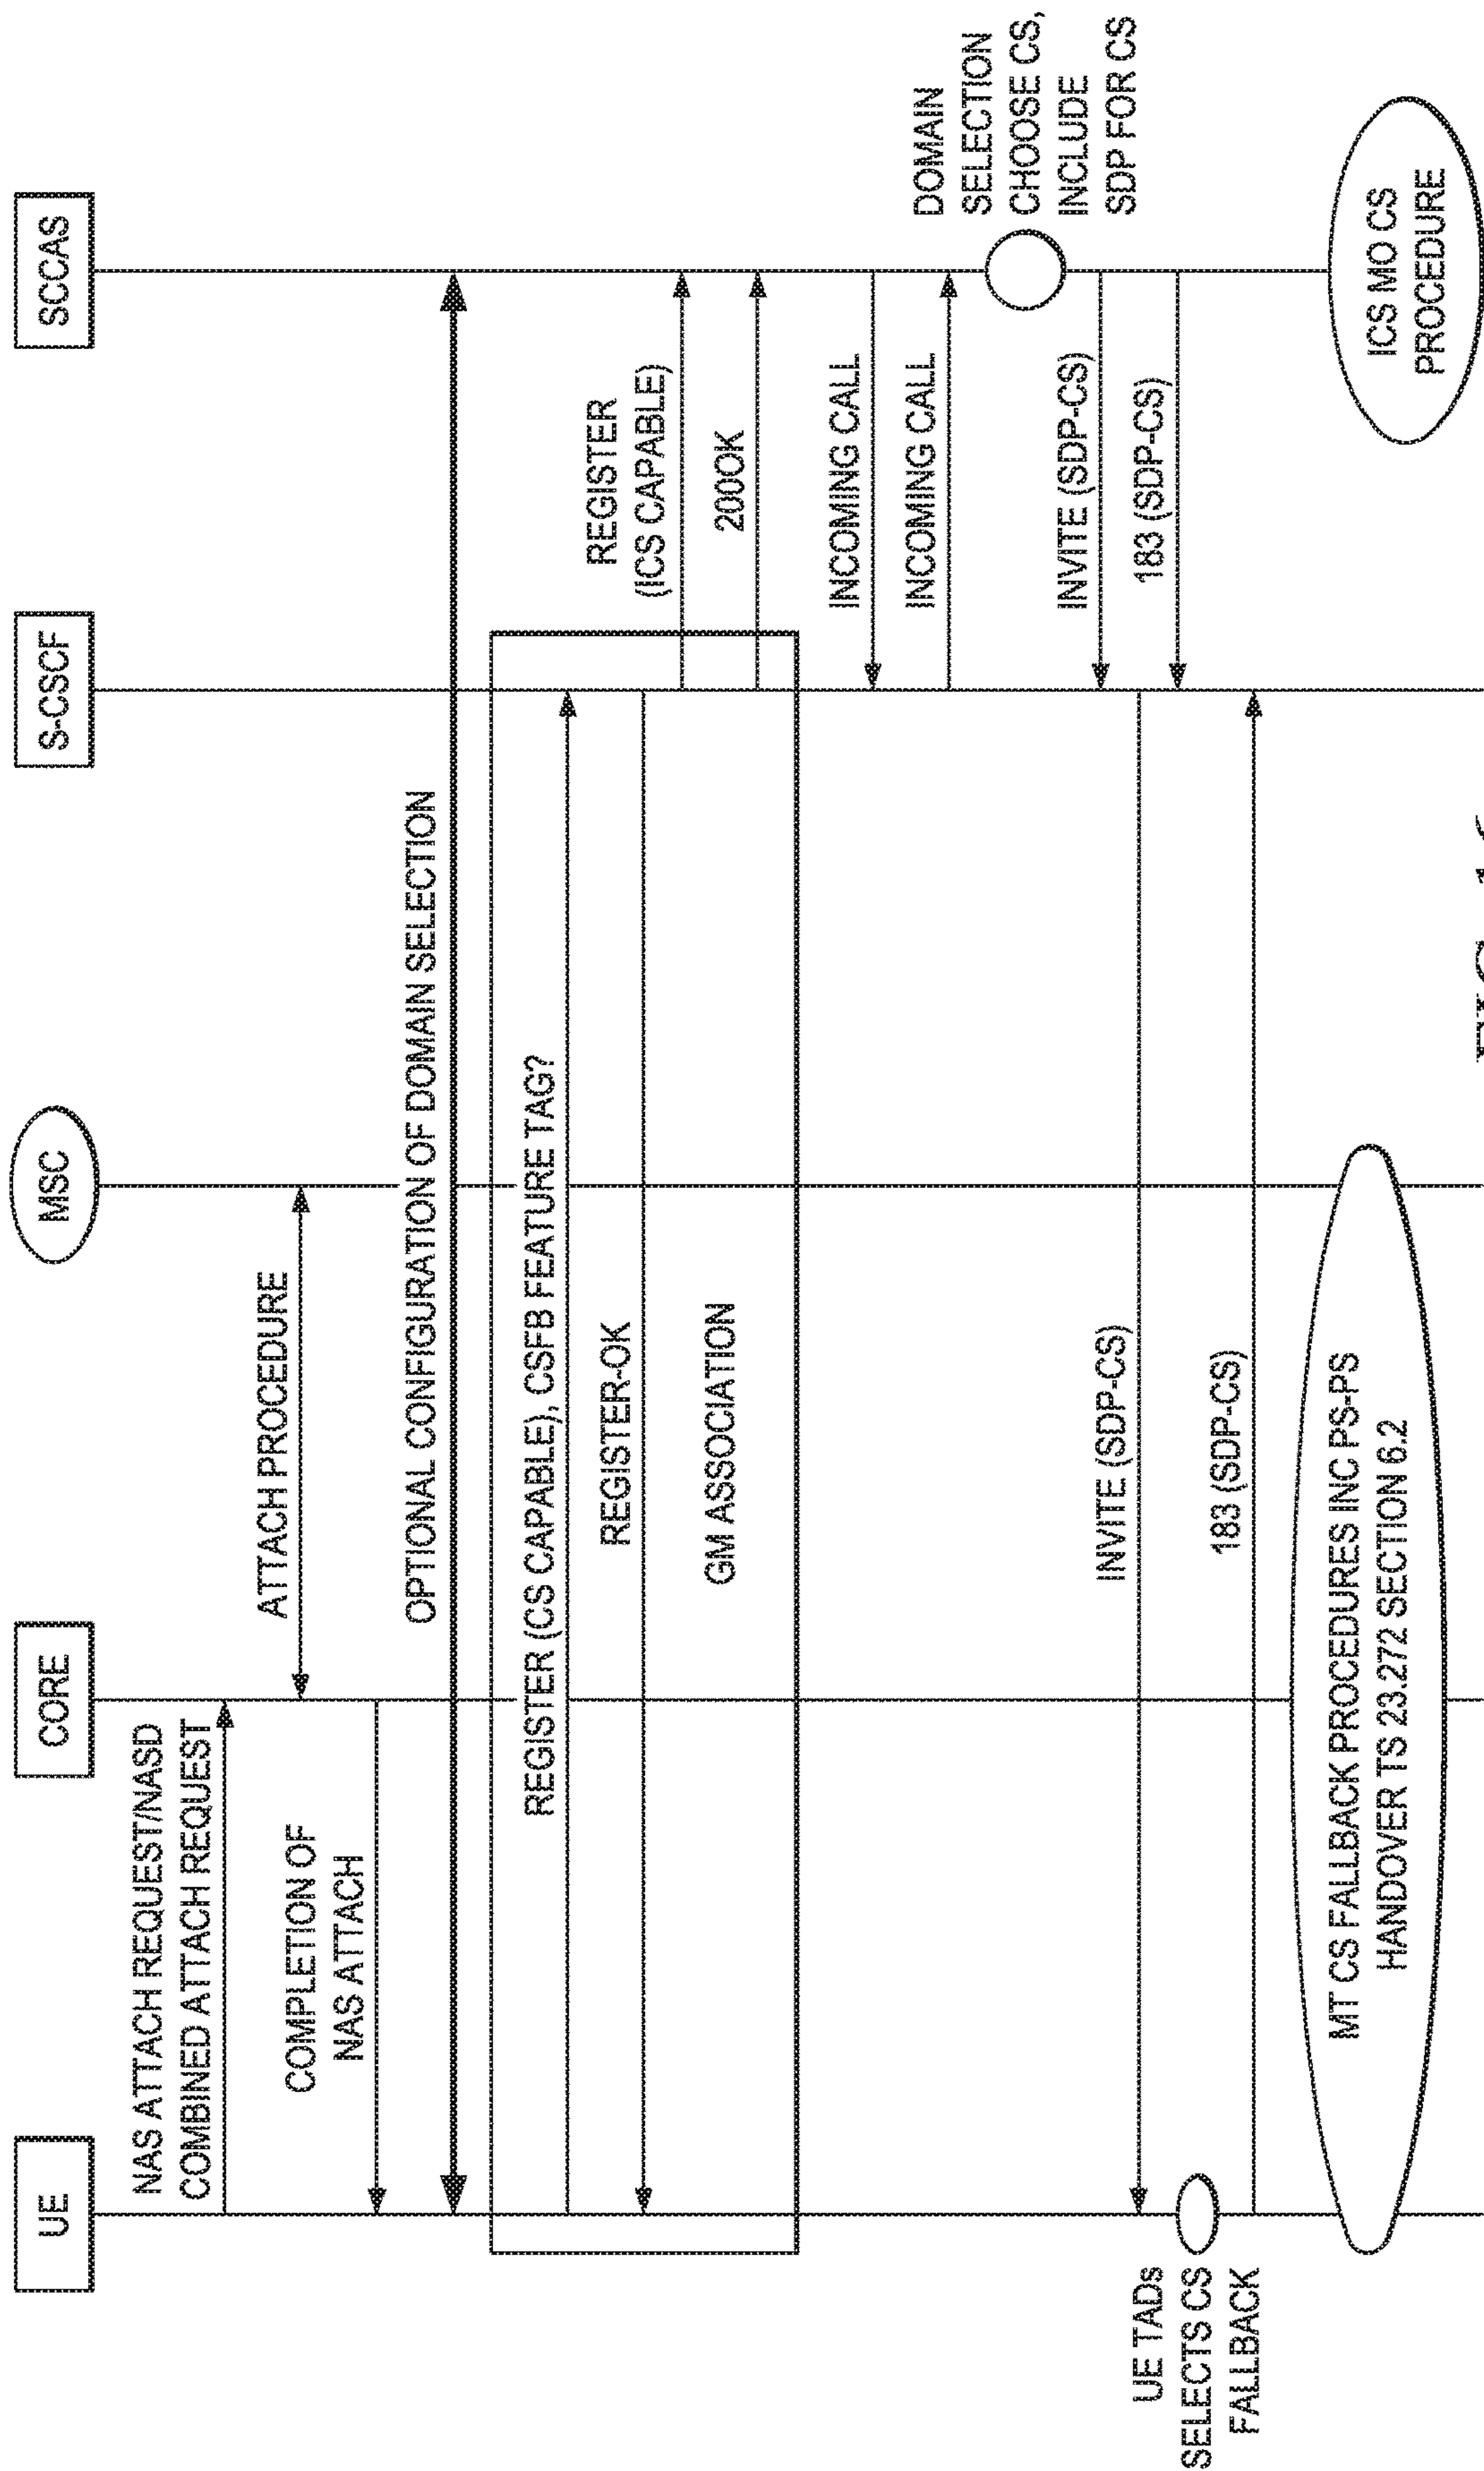 UE
CORE
MSC
S-CSCF
SCCAS
NAS ATTACH REQUEST/NASD
COMBINED ATTACH REQUEST
ATTACH PROCEDURE
COMPLETION OF
NAS ATTACH
OPTIONAL CONFIGURATION OF DOMAIN SELECTION
REGISTER (CS CAPABLE), CSFB FEATURE TAG?
REGISTER-OK
REGISTER
(ICS CAPABLE)
200OK
GM ASSOCIATION
INCOMING CALL
INCOMING CALL
DOMAIN
SELECTION
CHOOSE CS,
INCLUDE
SDP FOR CS
INVITE (SDP-CS)
INVITE (SDP-CS)
183 (SDP-CS)
UE TADs
SELECTS CS
FALLBACK
183 (SDP-CS)
MT CS FALLBACK PROCEDURES INC PS-PS
HANDOVER TS 23.272 SECTION 6.2
ICS MO CS
PROCEDURE